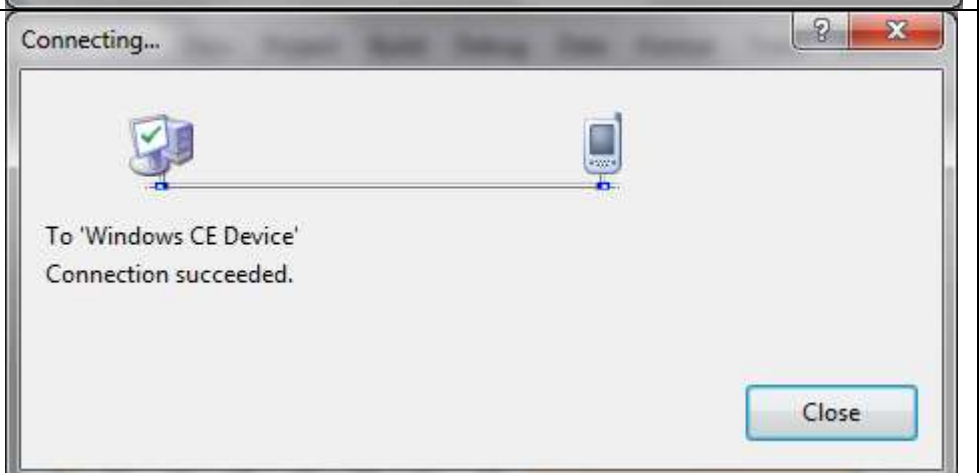 Connecting...
?
To 'Windows CE Device'
Connection succeeded.
Close